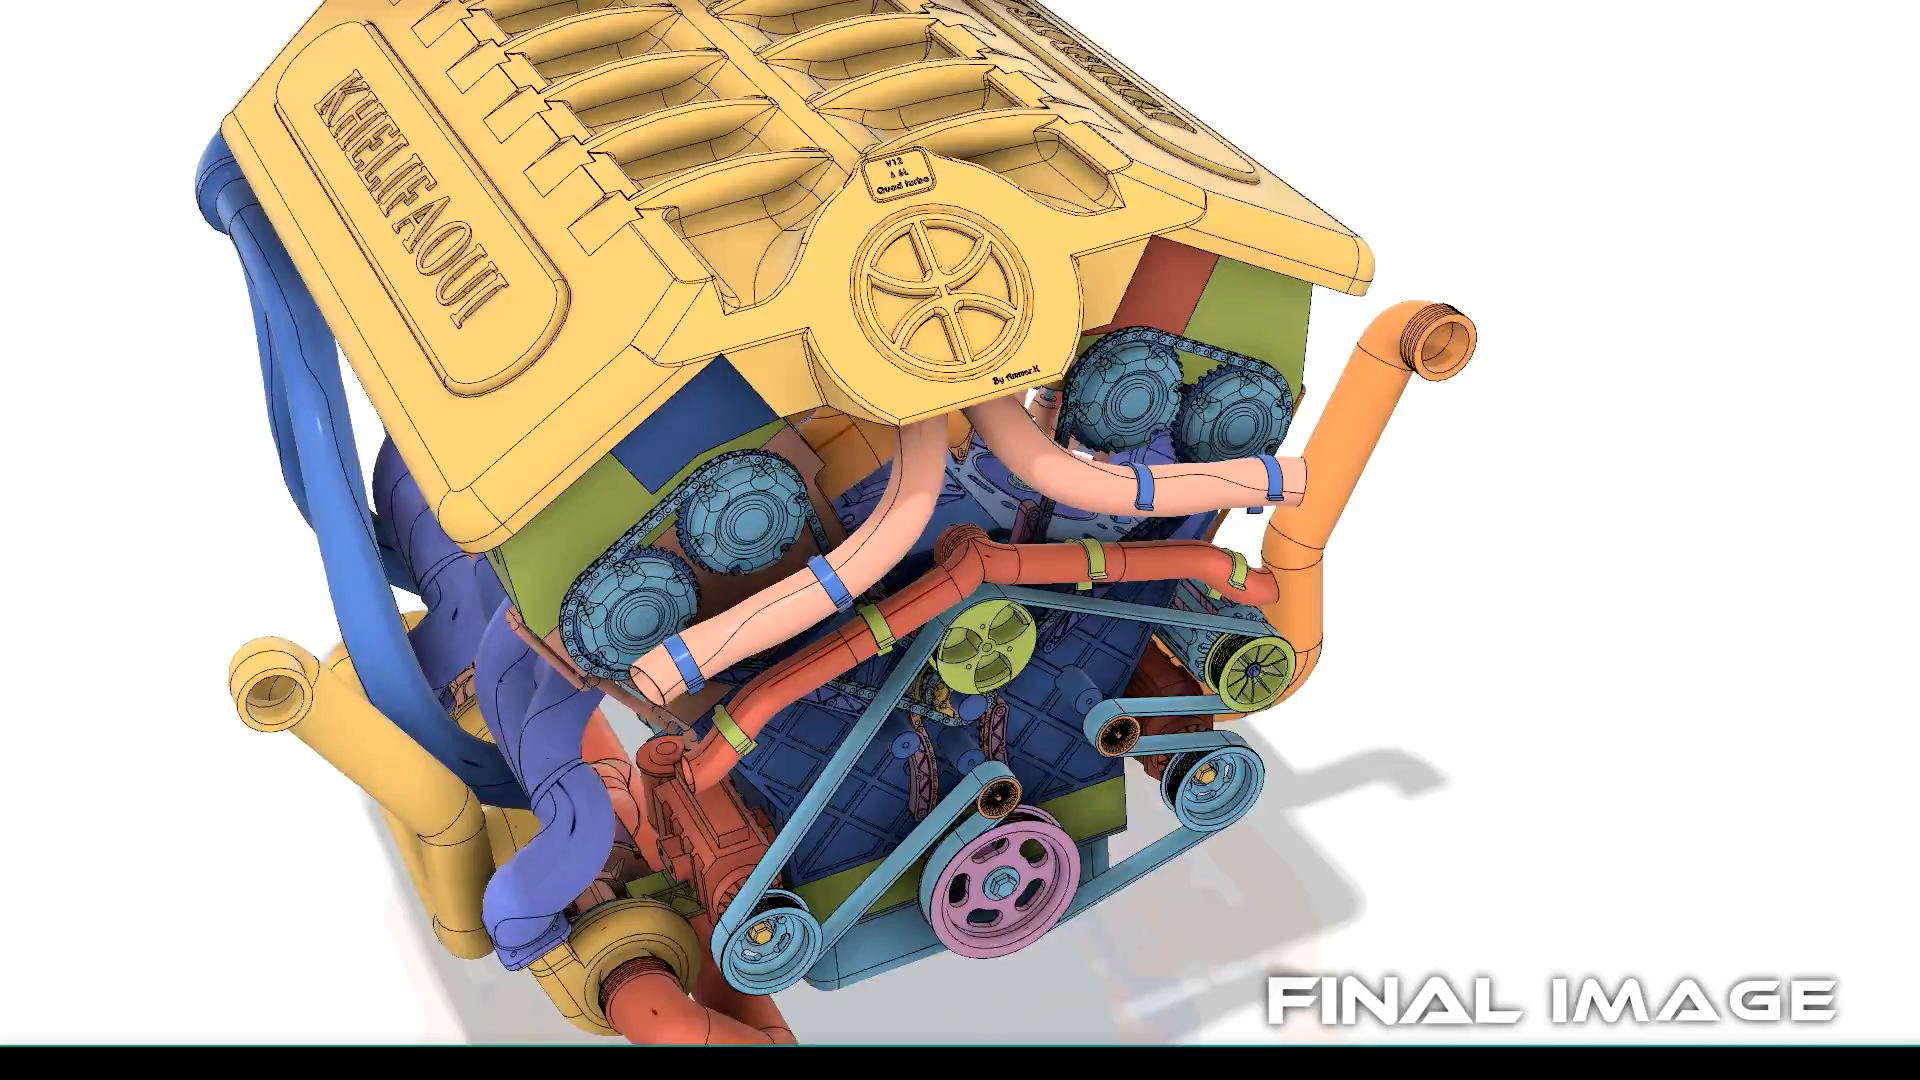 KHELIFAOUI
V12
Quad turbo
By Ammar.K
FINAL IMAGE